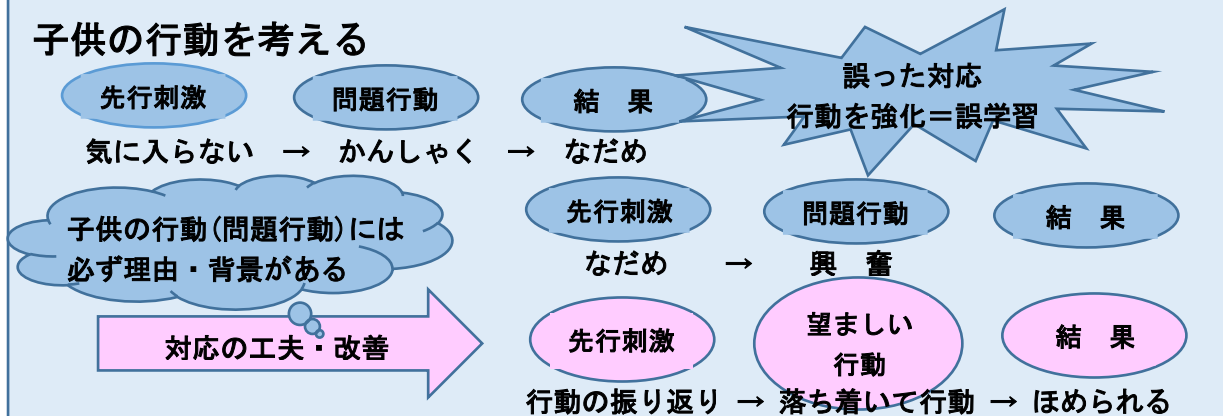 子供の行動を考える
先行刺激 問題行動 結　果
誤った対応
行動を強化＝誤学習
気に入らない　→　かんしゃく　→　なだめ
子供の行動(問題行動)には
必ず理由・背景がある
先行刺激 問題行動 結　果
なだめ　→　興　奮
対応の工夫・改善
先行刺激 望ましい
行動 結　果
行動の振り返り → 落ち着いて行動 → ほめられる